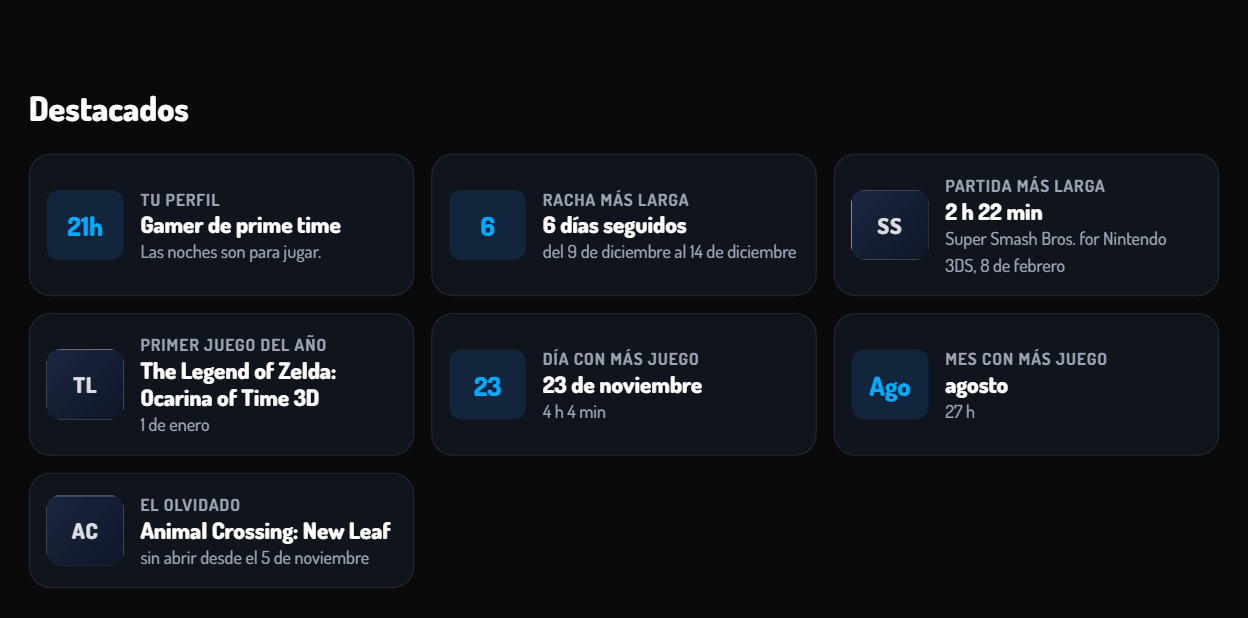 Destacados
21h
TU PERFIL
Gamer de prime time
Las noches son para jugar.
6
RACHA MÁS LARGA
6 días seguidos
del 9 de diciembre al 14 de diciembre
SS
PARTIDA MÁS LARGA
2 h 22 min
Super Smash Bros. for Nintendo
3DS, 8 de febrero
TL
PRIMER JUEGO DEL AÑO
The Legend of Zelda:
Ocarina of Time 3D
1 de enero
23
DÍA CON MÁS JUEGO
23 de noviembre
4 h 4 min
Ago
MES CON MÁS JUEGO
agosto
27 h
AC
EL OLVIDADO
Animal Crossing: New Leaf
sin abrir desde el 5 de noviembre